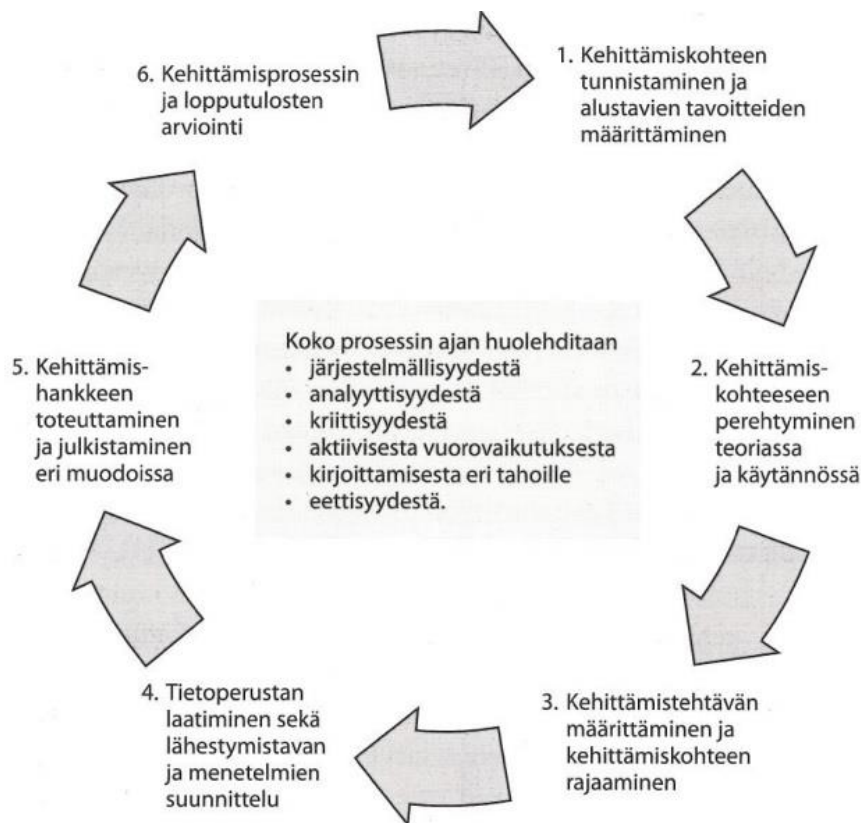 1. Kehittämiskohteen
tunnistaminen ja
alustavien tavoitteiden
määrittäminen
2. Kehittämis-
kohteeseen
perehtyminen
teoriassa
ja käytännössä
3. Kehittämistehtävän
määrittäminen ja
kehittämiskohteen
rajaaminen
4. Tietoperustan
laatiminen sekä
lähestymistavan
ja menetelmien
suunnittelu
5. Kehittämis-
hankkeen
toteuttaminen
ja julkistaminen
eri muodoissa
6. Kehittämisprosessin
ja lopputulosten
arviointi
Koko prosessin ajan huolehditaan
• järjestelmällisyydestä
• analyyttisyydestä
• kriittisyydestä
• aktiivisesta vuorovaikutuksesta
• kirjoittamisesta eri tahoille
• eettisyydestä.